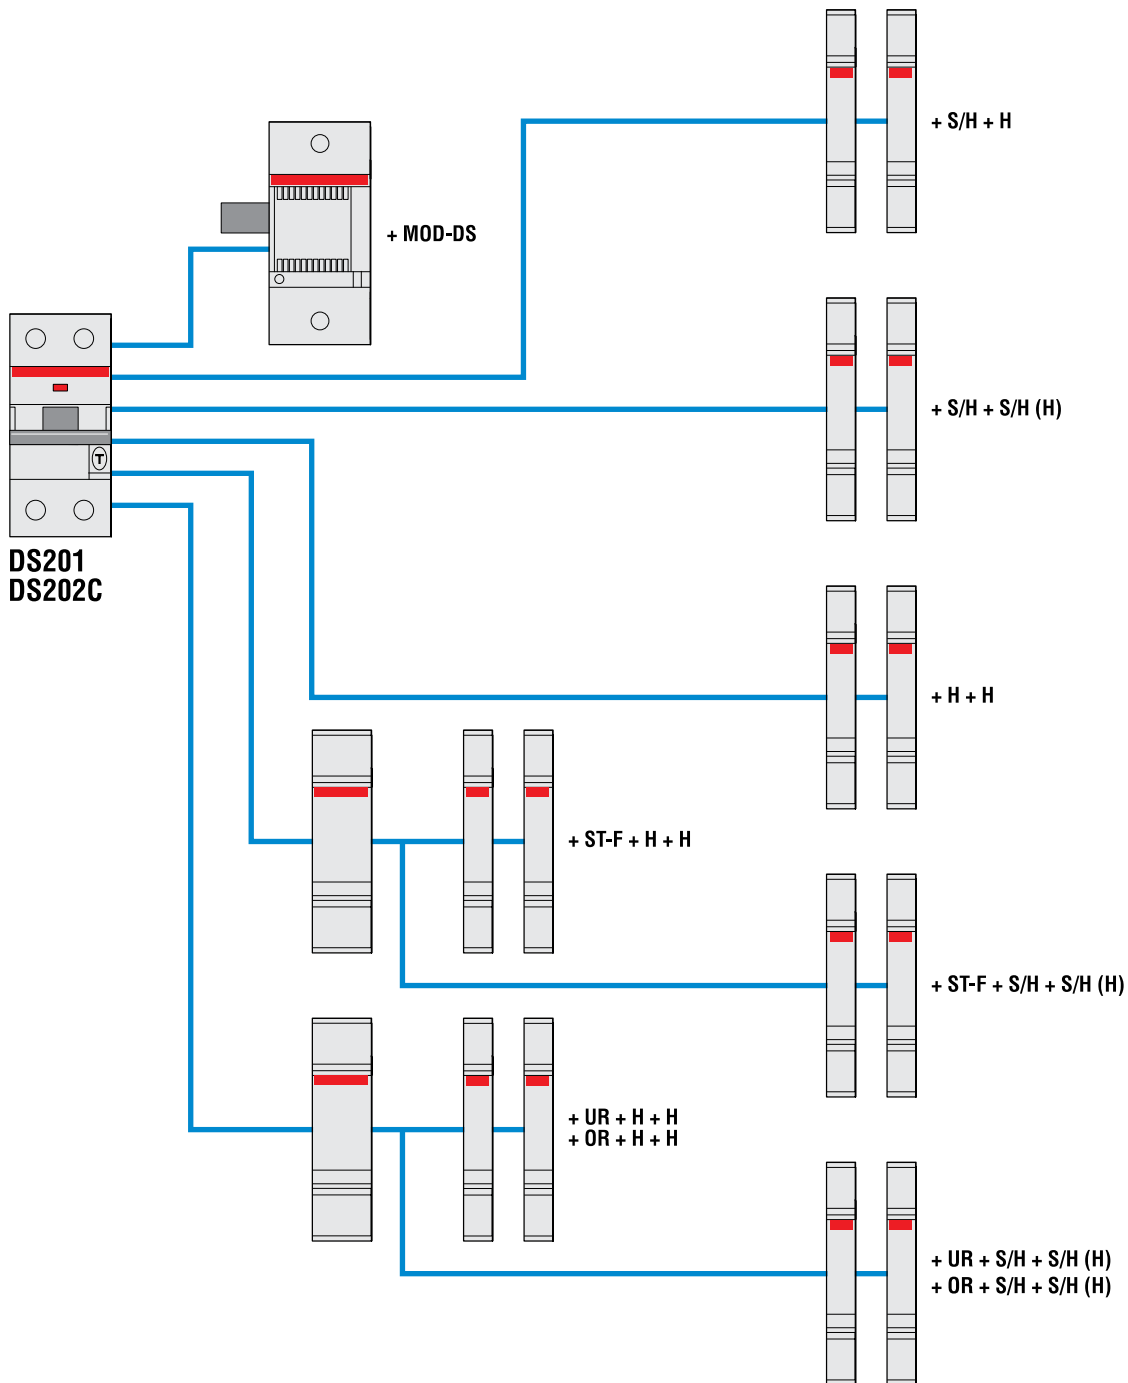 + S/H + H
+ MOD-DS
+ S/H + S/H (H)
T
DS201
DS202C
+ H + H
+ ST-F + H + H
+ ST-F + S/H + S/H (H)
+ UR + H + H
+ OR + H + H
+ UR + S/H + S/H (H)
+ OR + S/H + S/H (H)